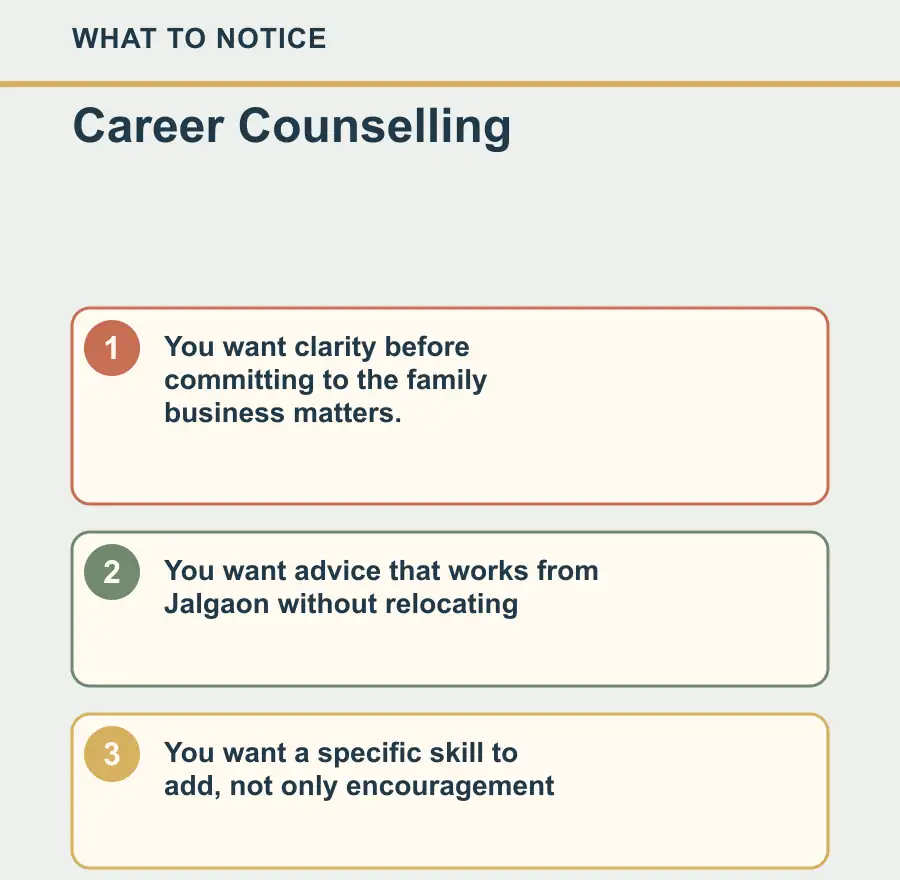 WHAT TO NOTICE
Career Counselling
1
You want clarity before
committing to the family
business matters.
2
You want advice that works from
Jalgaon without relocating
3
You want a specific skill to
add, not only encouragement